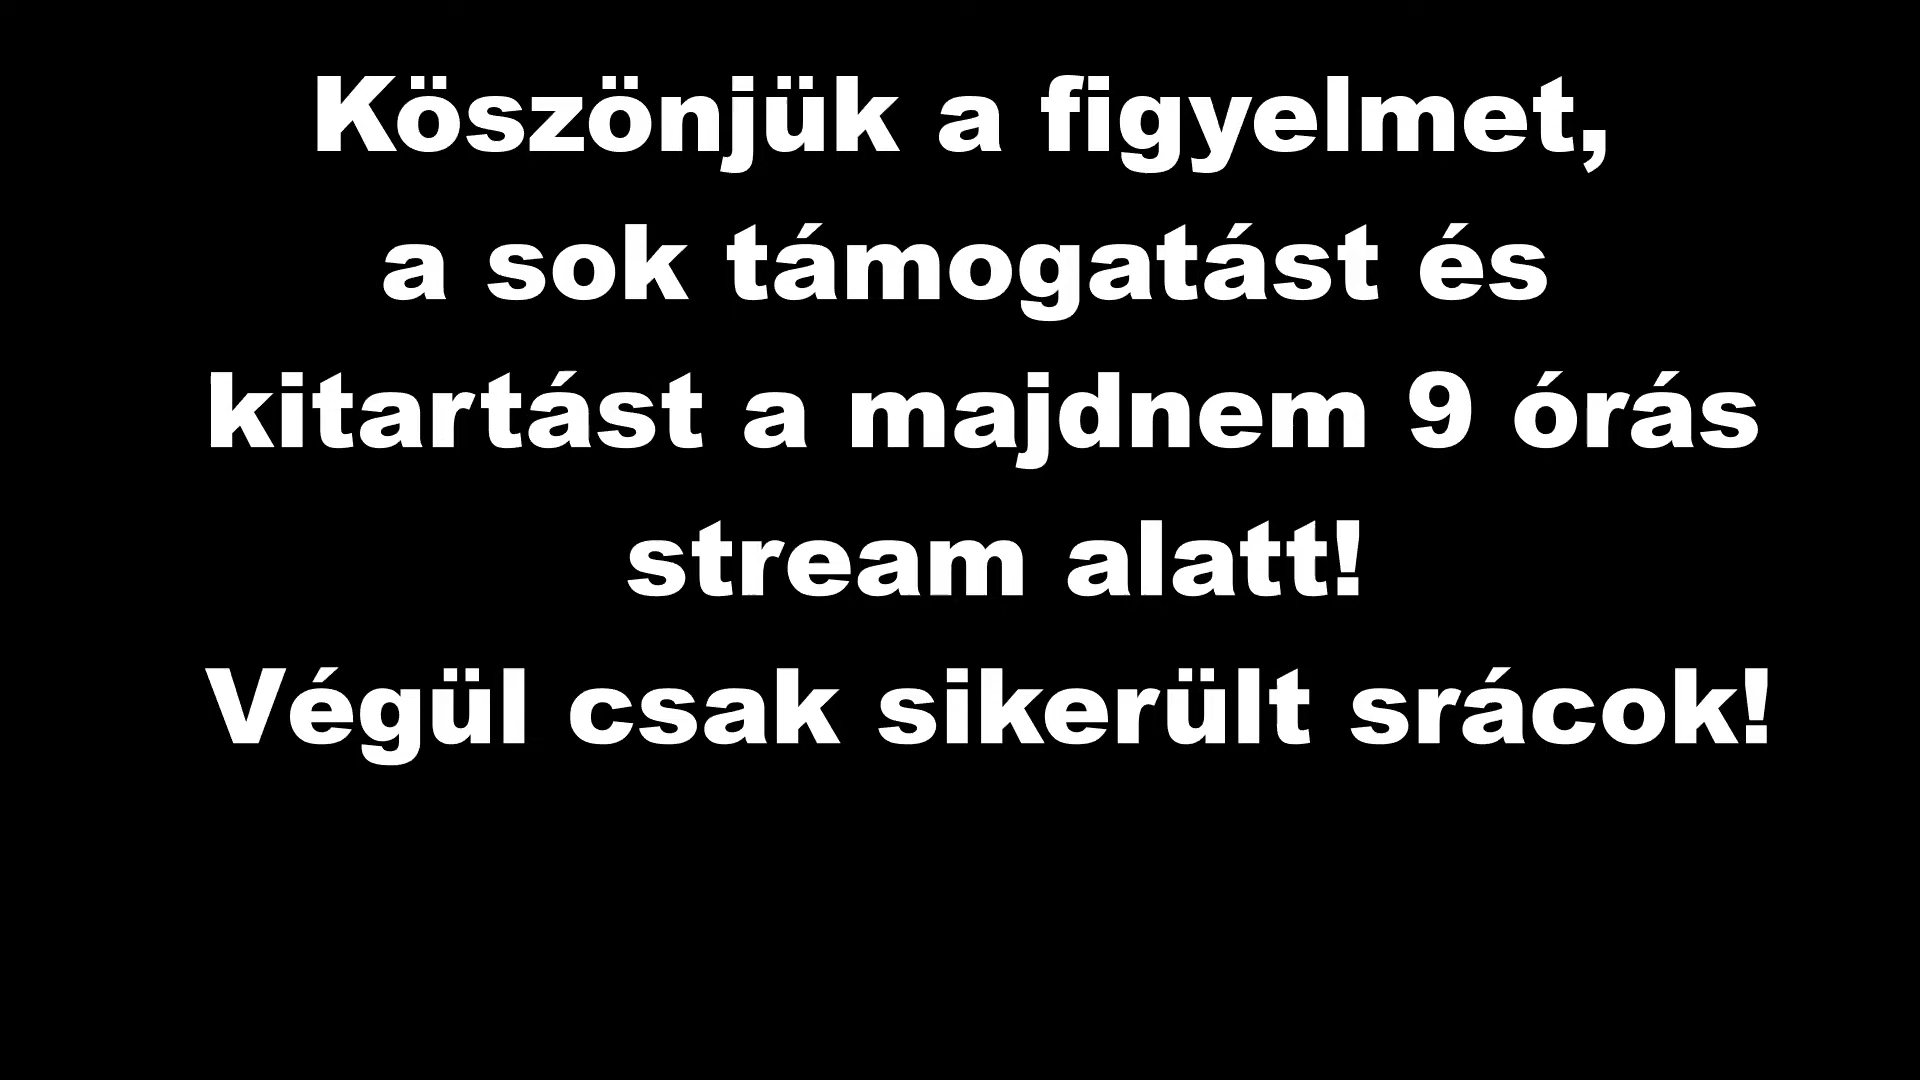 Köszönjük a figyelmet,
a sok támogatást és
kitartást a majdnem 9 órás
stream alatt!
Végül csak sikerült srácok!